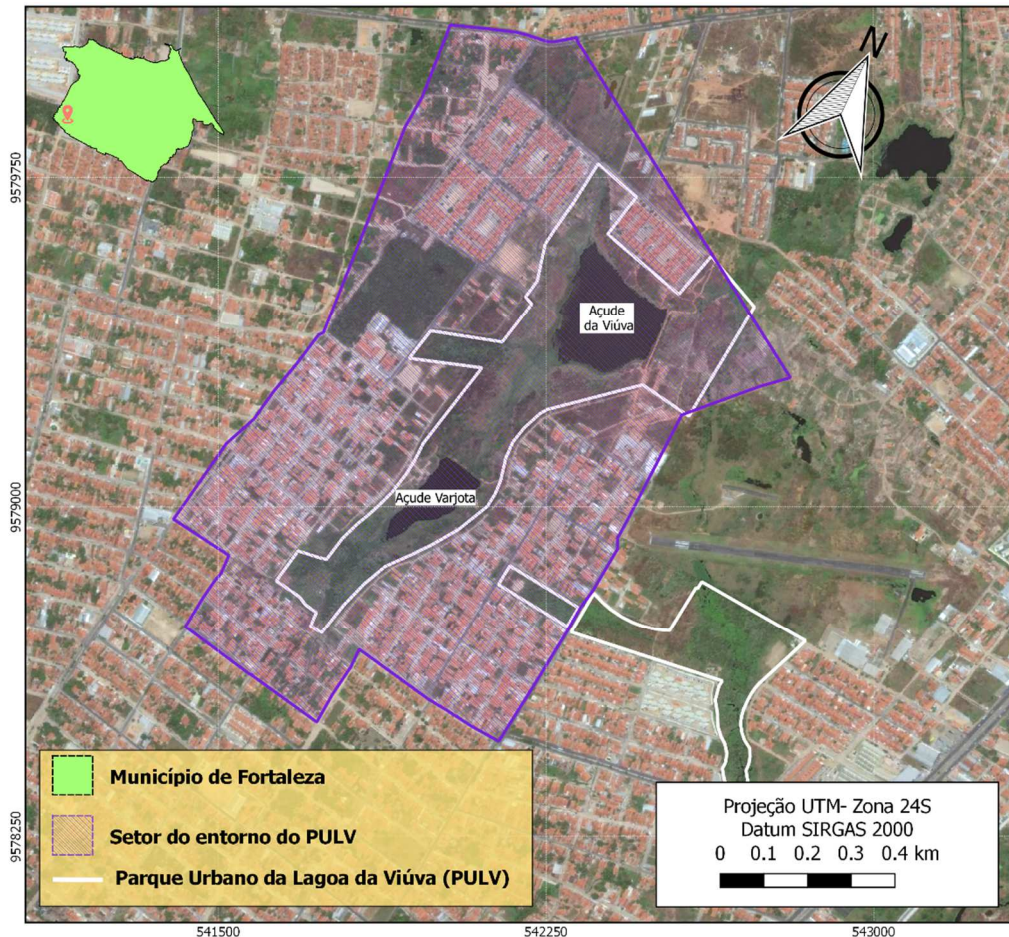 N
9579750
9579000
9578250
Açude
da Viúva
Açude Varjota
Município de Fortaleza
Setor do entorno do PULV
Parque Urbano da Lagoa da Viúva (PULV)
Projeção UTM- Zona 24S
Datum SIRGAS 2000
0 0.1 0.2 0.3 0.4 km
541500 542250 543000